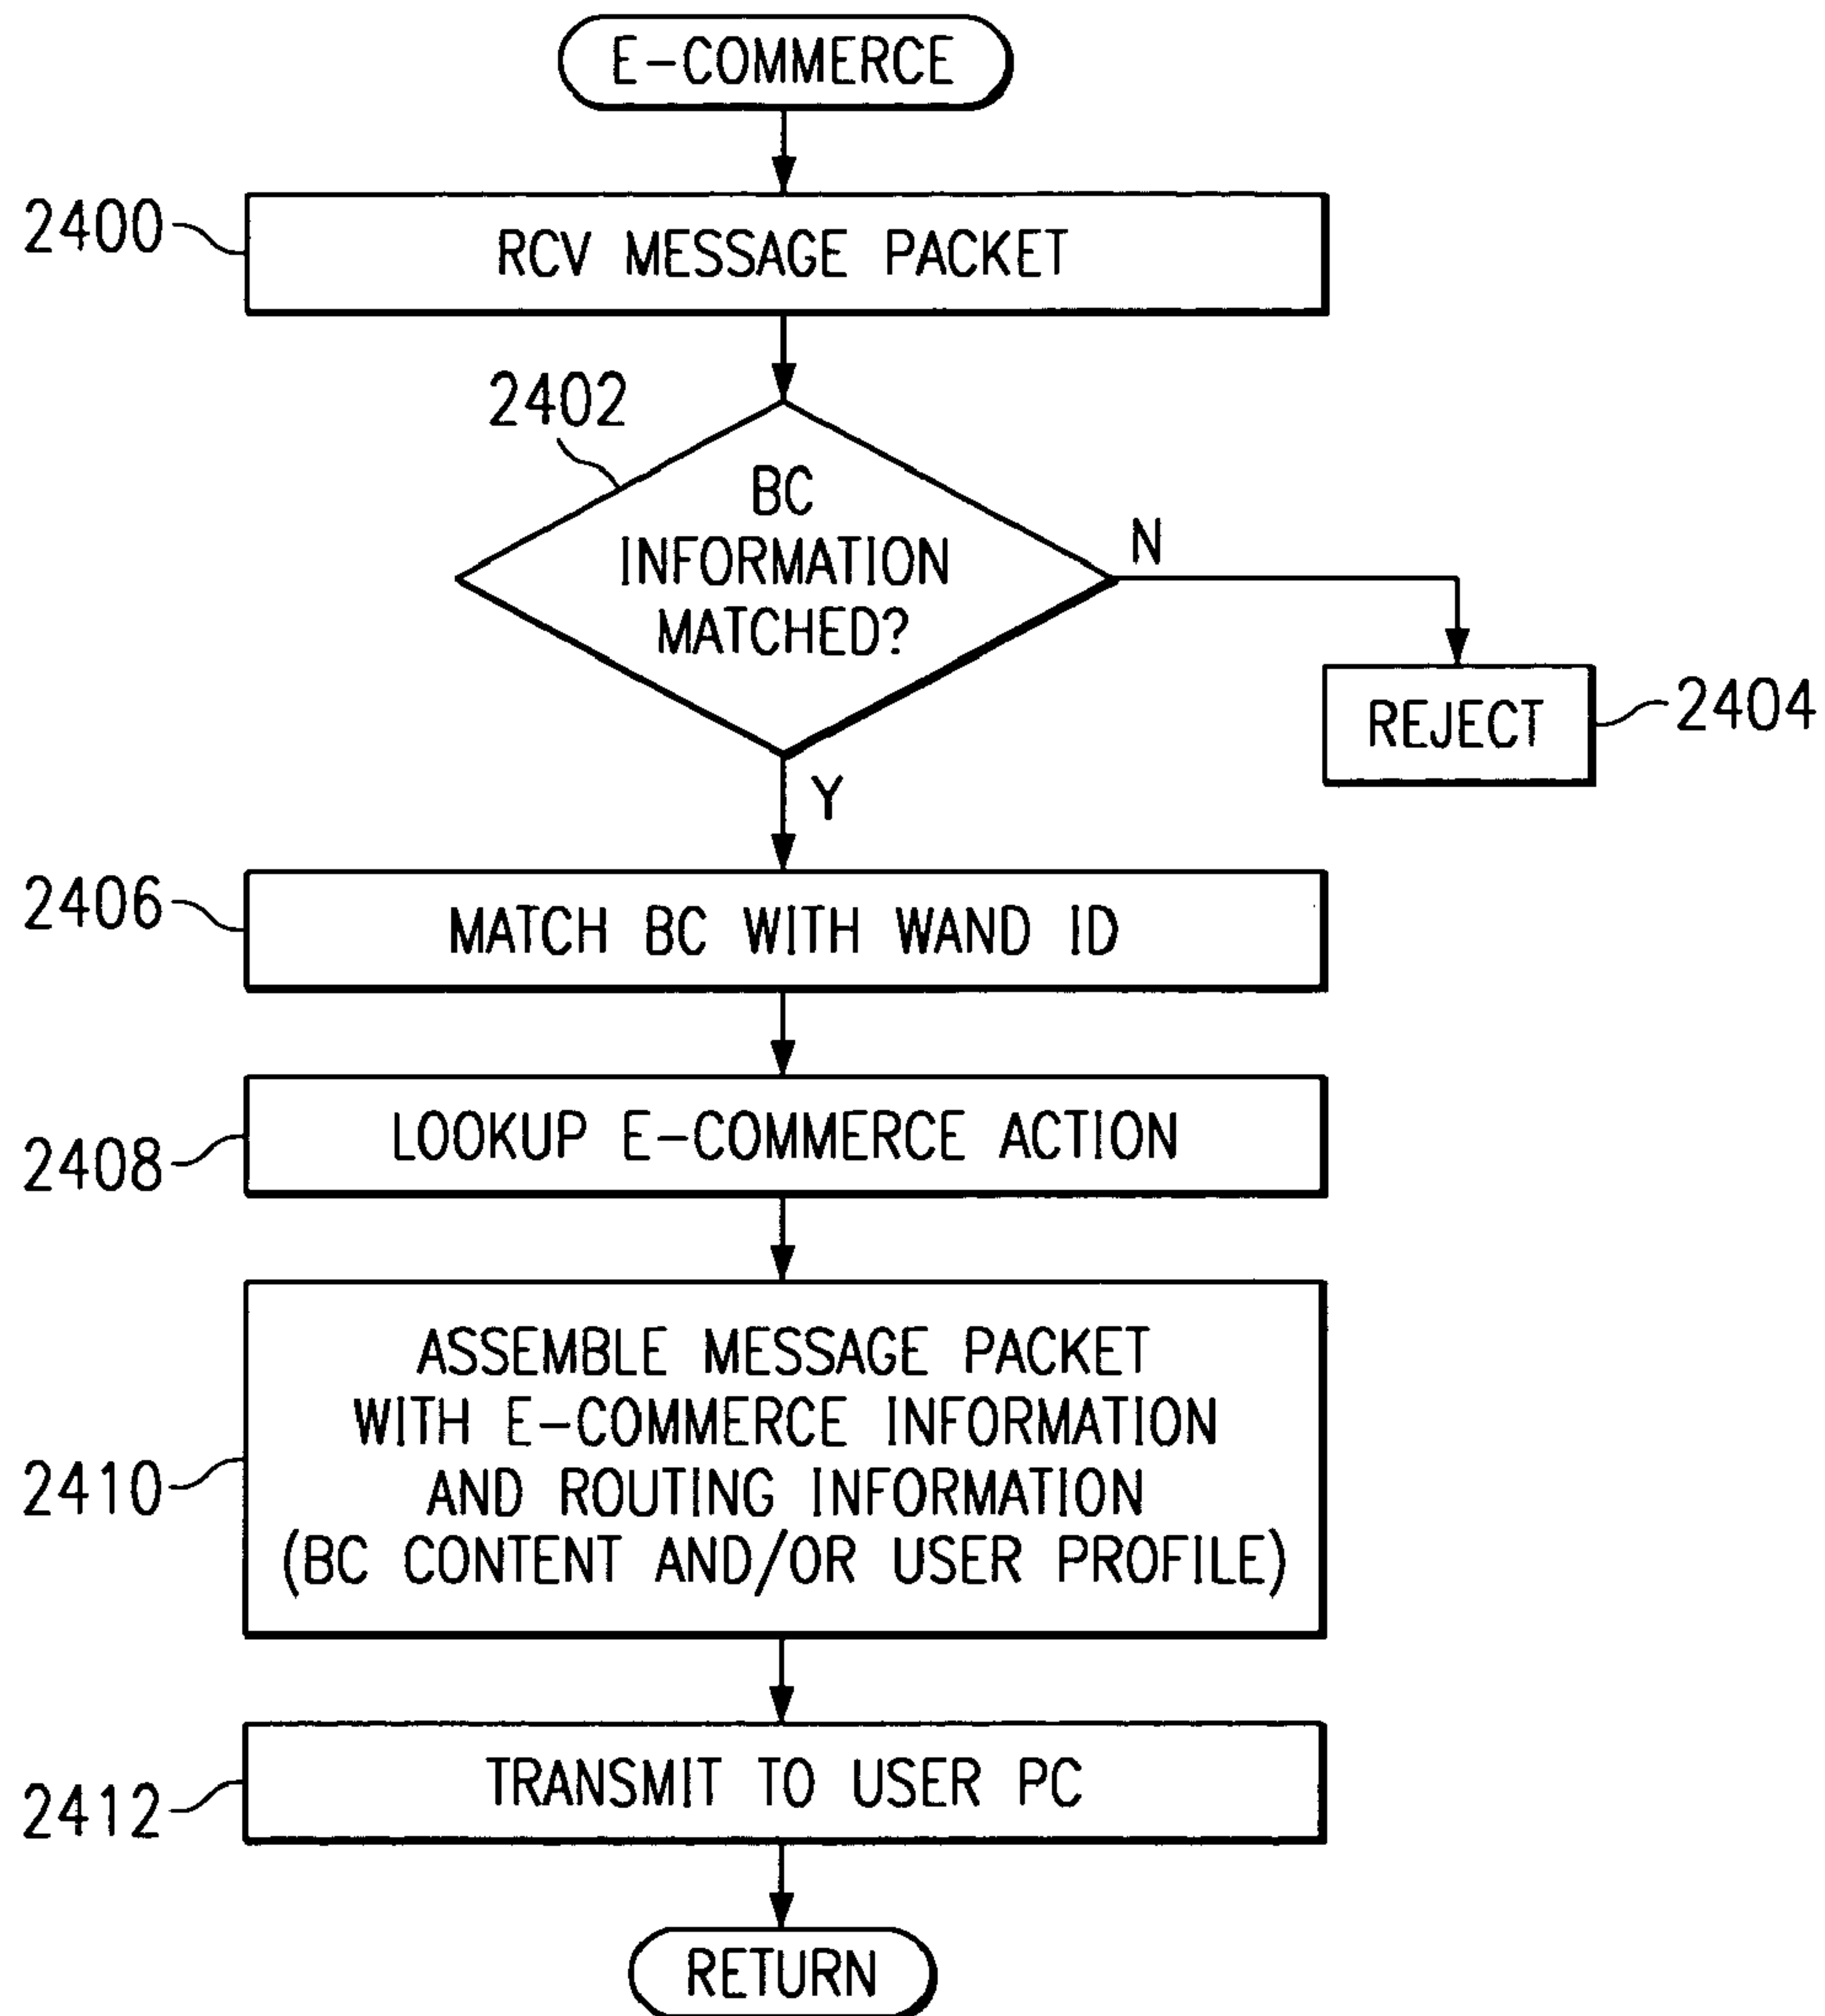 E-COMMERCE
2400
RCV MESSAGE PACKET
2402
BC
INFORMATION
MATCHED?
N
REJECT
2404
Y
2406
MATCH BC WITH WAND ID
LOOKUP E-COMMERCE ACTION
2408
ASSEMBLE MESSAGE PACKET
WITH E-COMMERCE INFORMATION
AND ROUTING INFORMATION
(BC CONTENT AND/OR USER PROFILE)
2410
TRANSMIT TO USER PC
2412
RETURN